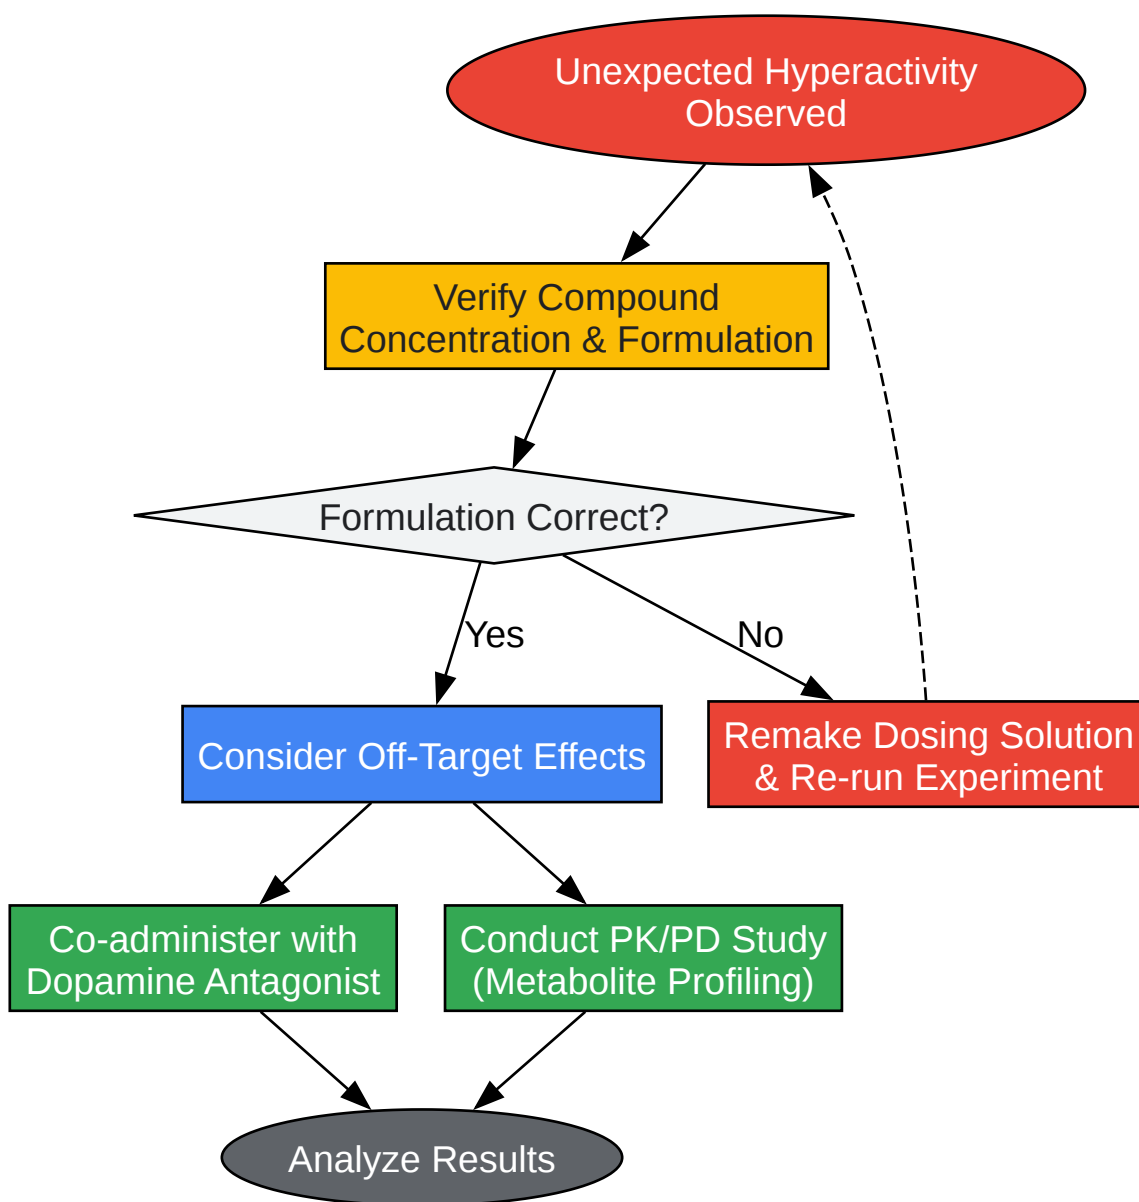 Unexpected Hyperactivity
Observed
Verify Compound
Concentration & Formulation
Formulation Correct?
Yes
No
Consider Off-Target Effects
Remake Dosing Solution
& Re-run Experiment
Co-administer with
Dopamine Antagonist
Conduct PK/PD Study
(Metabolite Profiling)
Analyze Results